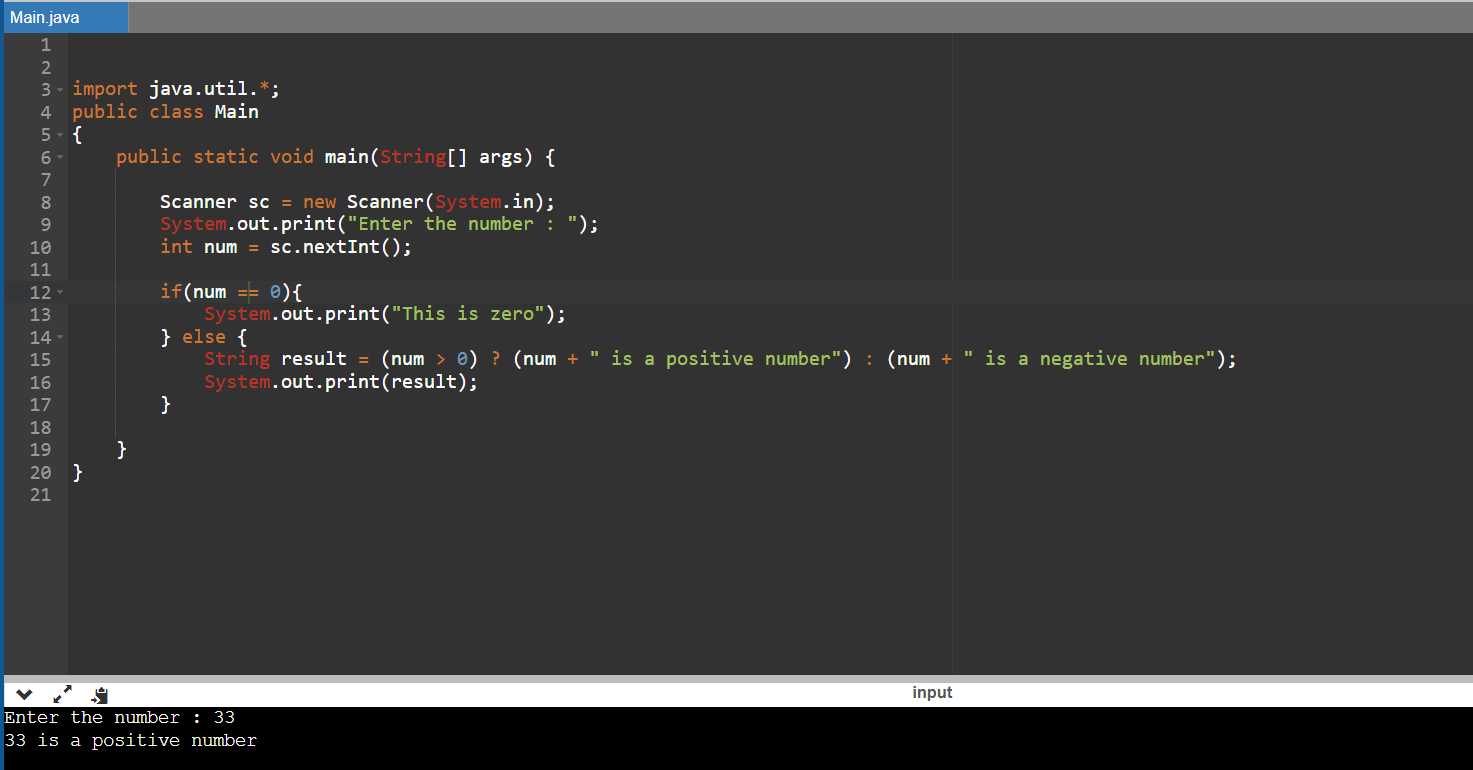 Main.java
1
2
3 import java.util.*;
4 public class Main
5 {
6     public static void main(String[] args) {
7
8         Scanner sc = new Scanner(System.in);
9         System.out.print("Enter the number : ");
10         int num = sc.nextInt();
11
12         if(num == 0){
13             System.out.print("This is zero");
14         } else {
15             String result = (num > 0) ? (num + " is a positive number") : (num + " is a negative number");
16             System.out.print(result);
17         }
18
19     }
20 }
21
input
Enter the number : 33
33 is a positive number